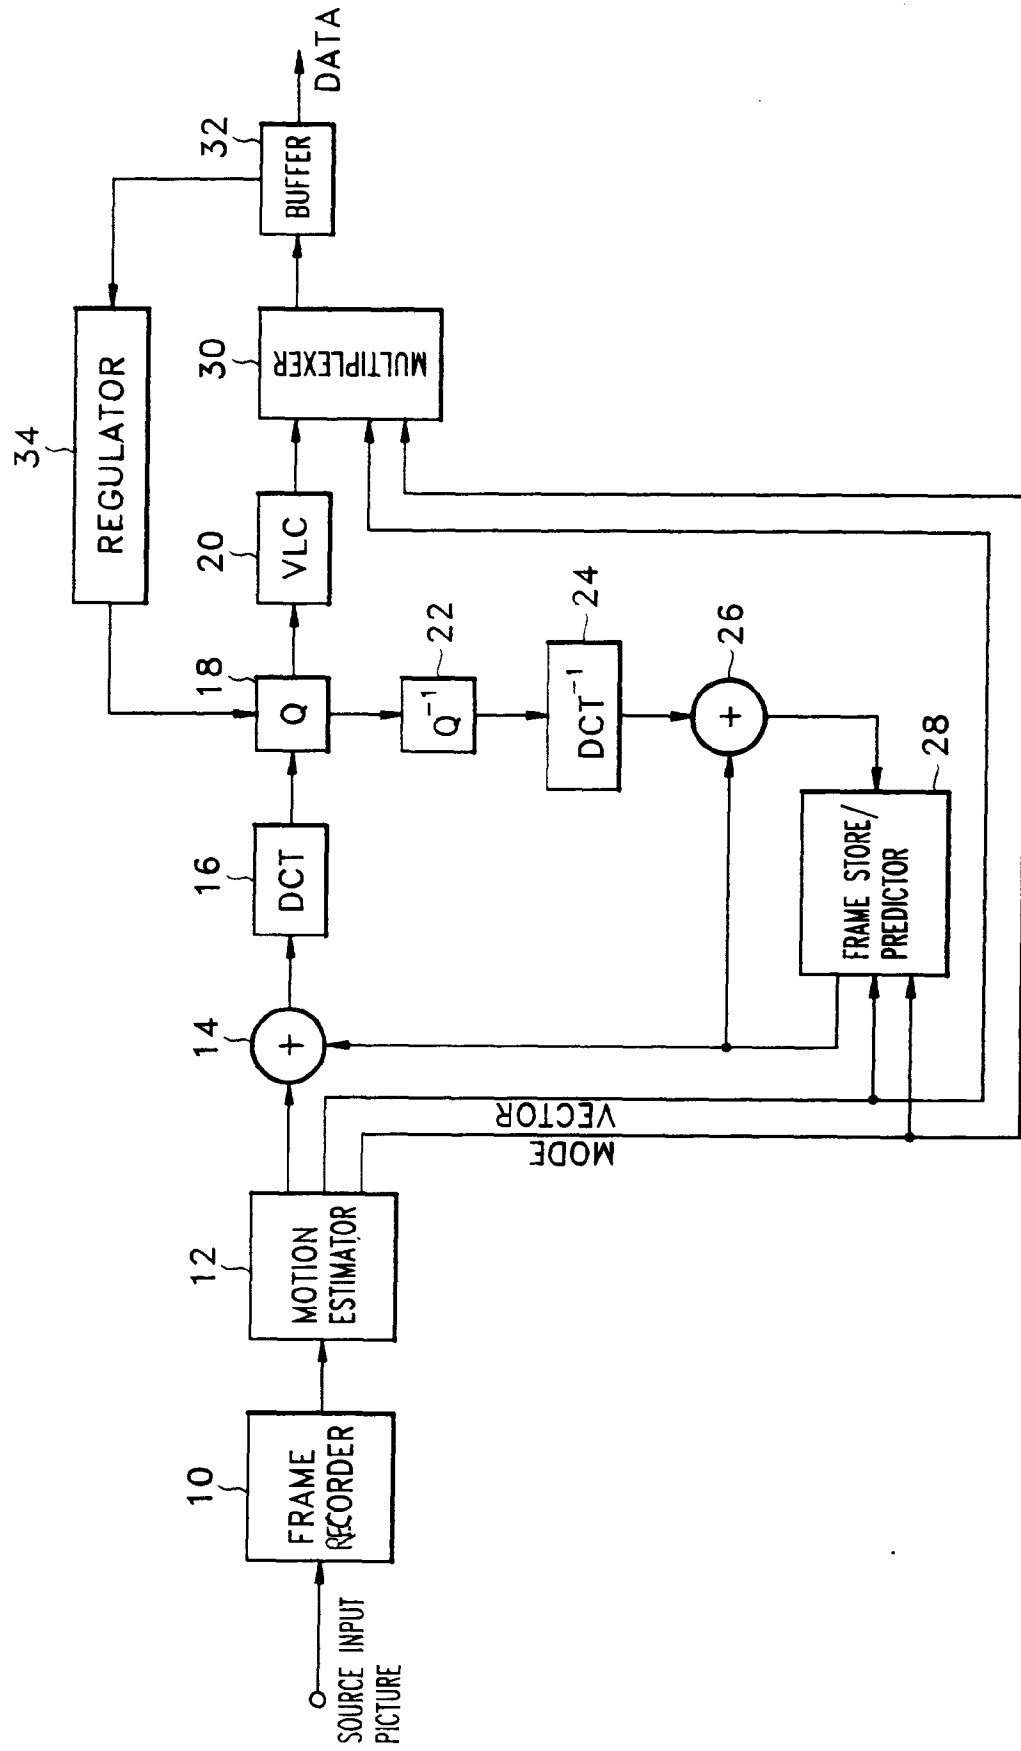 SOURCE INPUT
PICTURE
10
FRAME
RECORDER
12
MOTION
ESTIMATOR
MODE
VECTOR
14
+
16
DCT
18
Q
20
VLC
22
Q⁻¹
24
DCT⁻¹
26
+
28
FRAME STORE/
PREDICTOR
30
MULTIPLEXER
32
BUFFER
34
REGULATOR
DATA